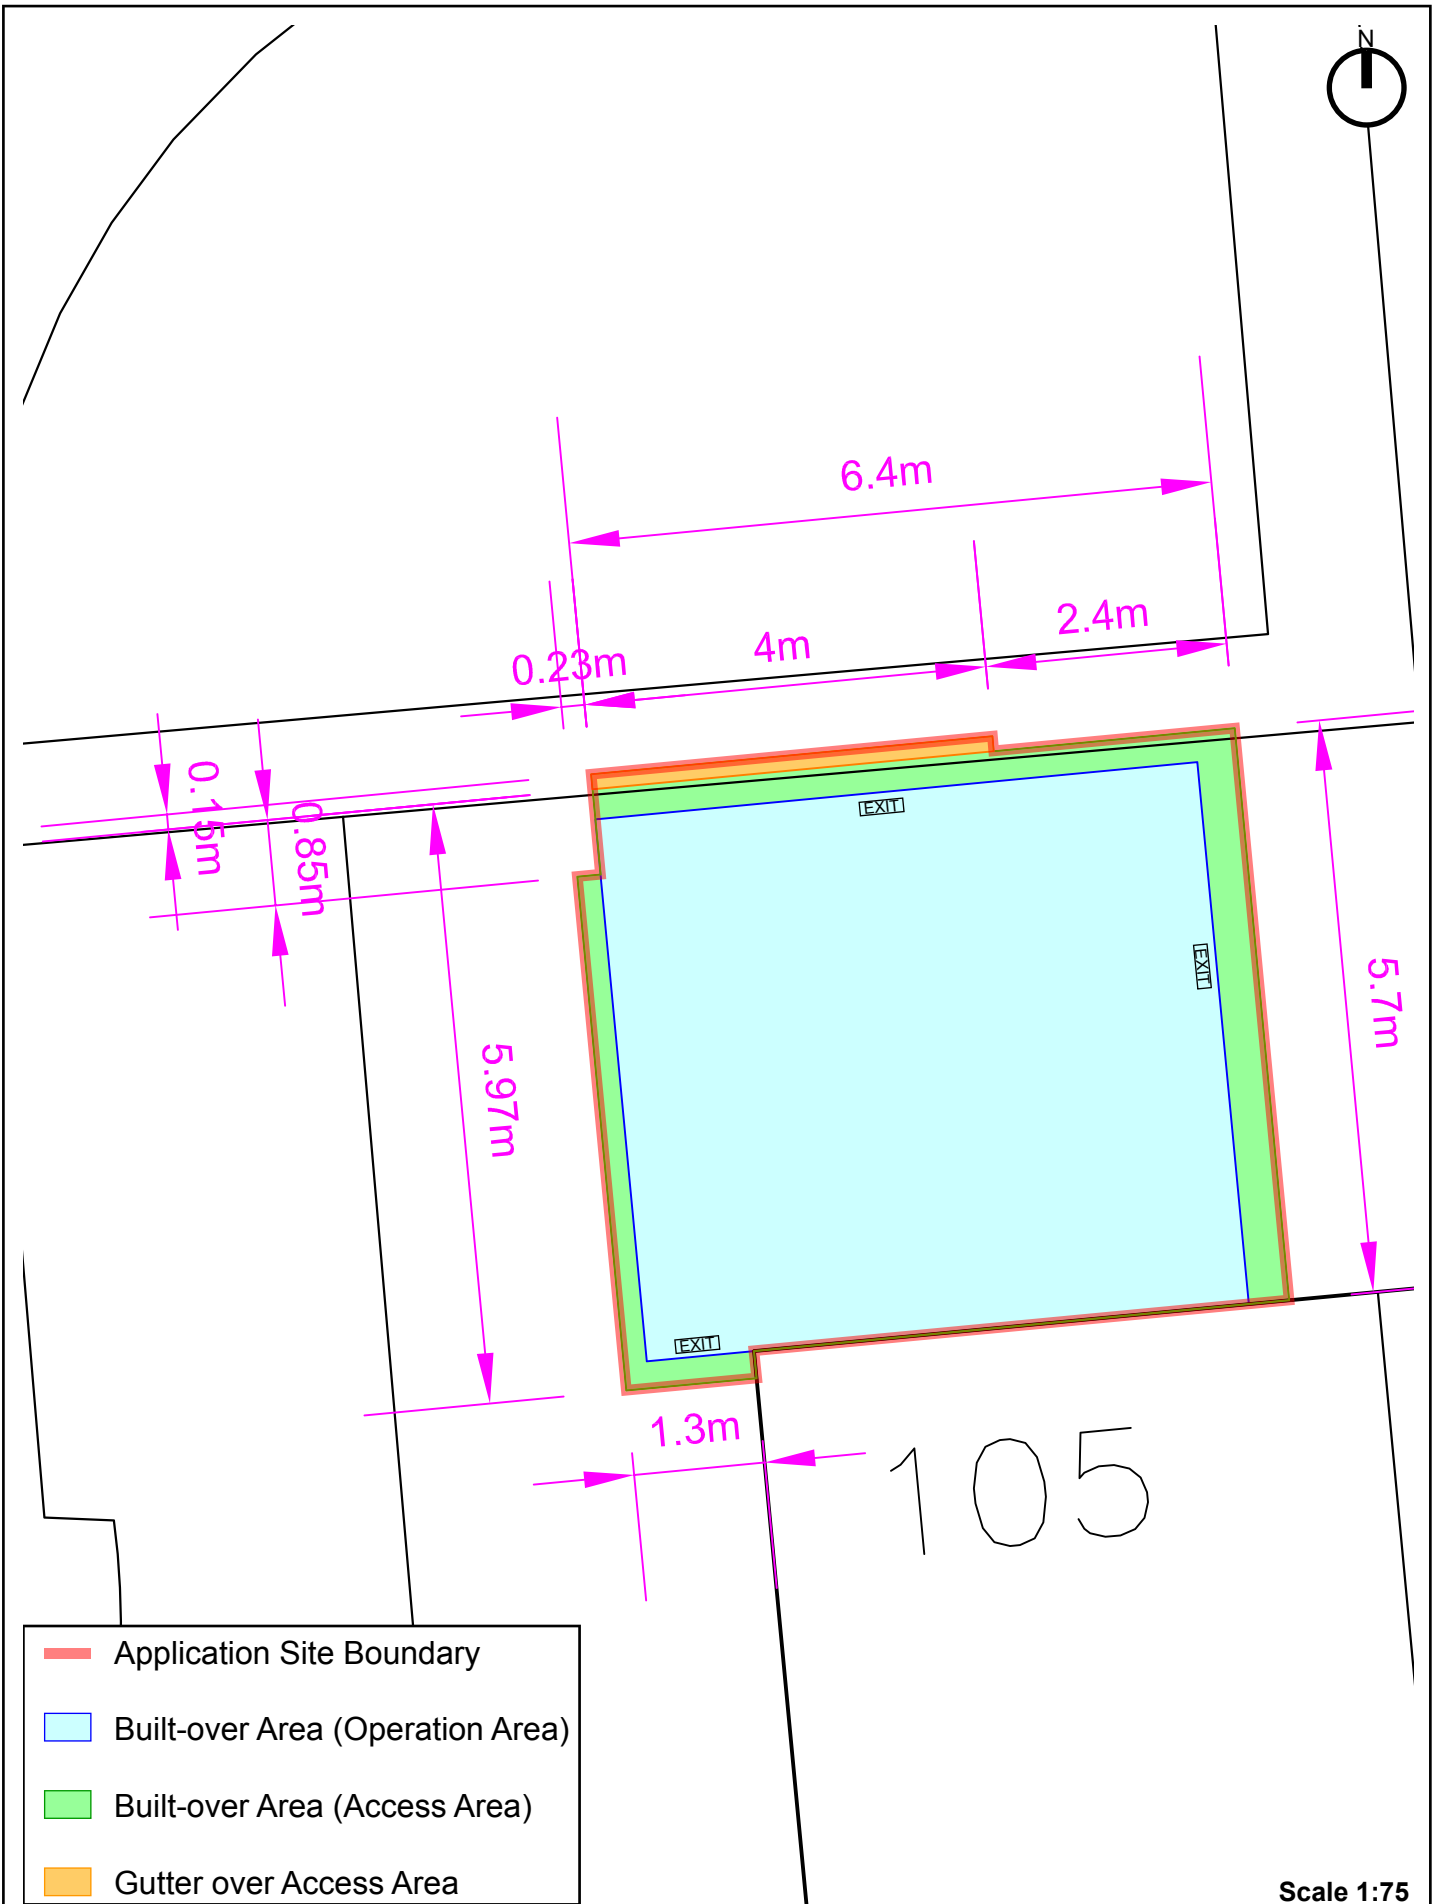 N
6.4m
2.4m
4m
0.23m
0.15m
0.85m
EXIT
EXIT
5.7m
5.97m
EXIT
1.3m
105
Application Site Boundary
Built-over Area (Operation Area)
Built-over Area (Access Area)
Gutter over Access Area
Scale 1:75